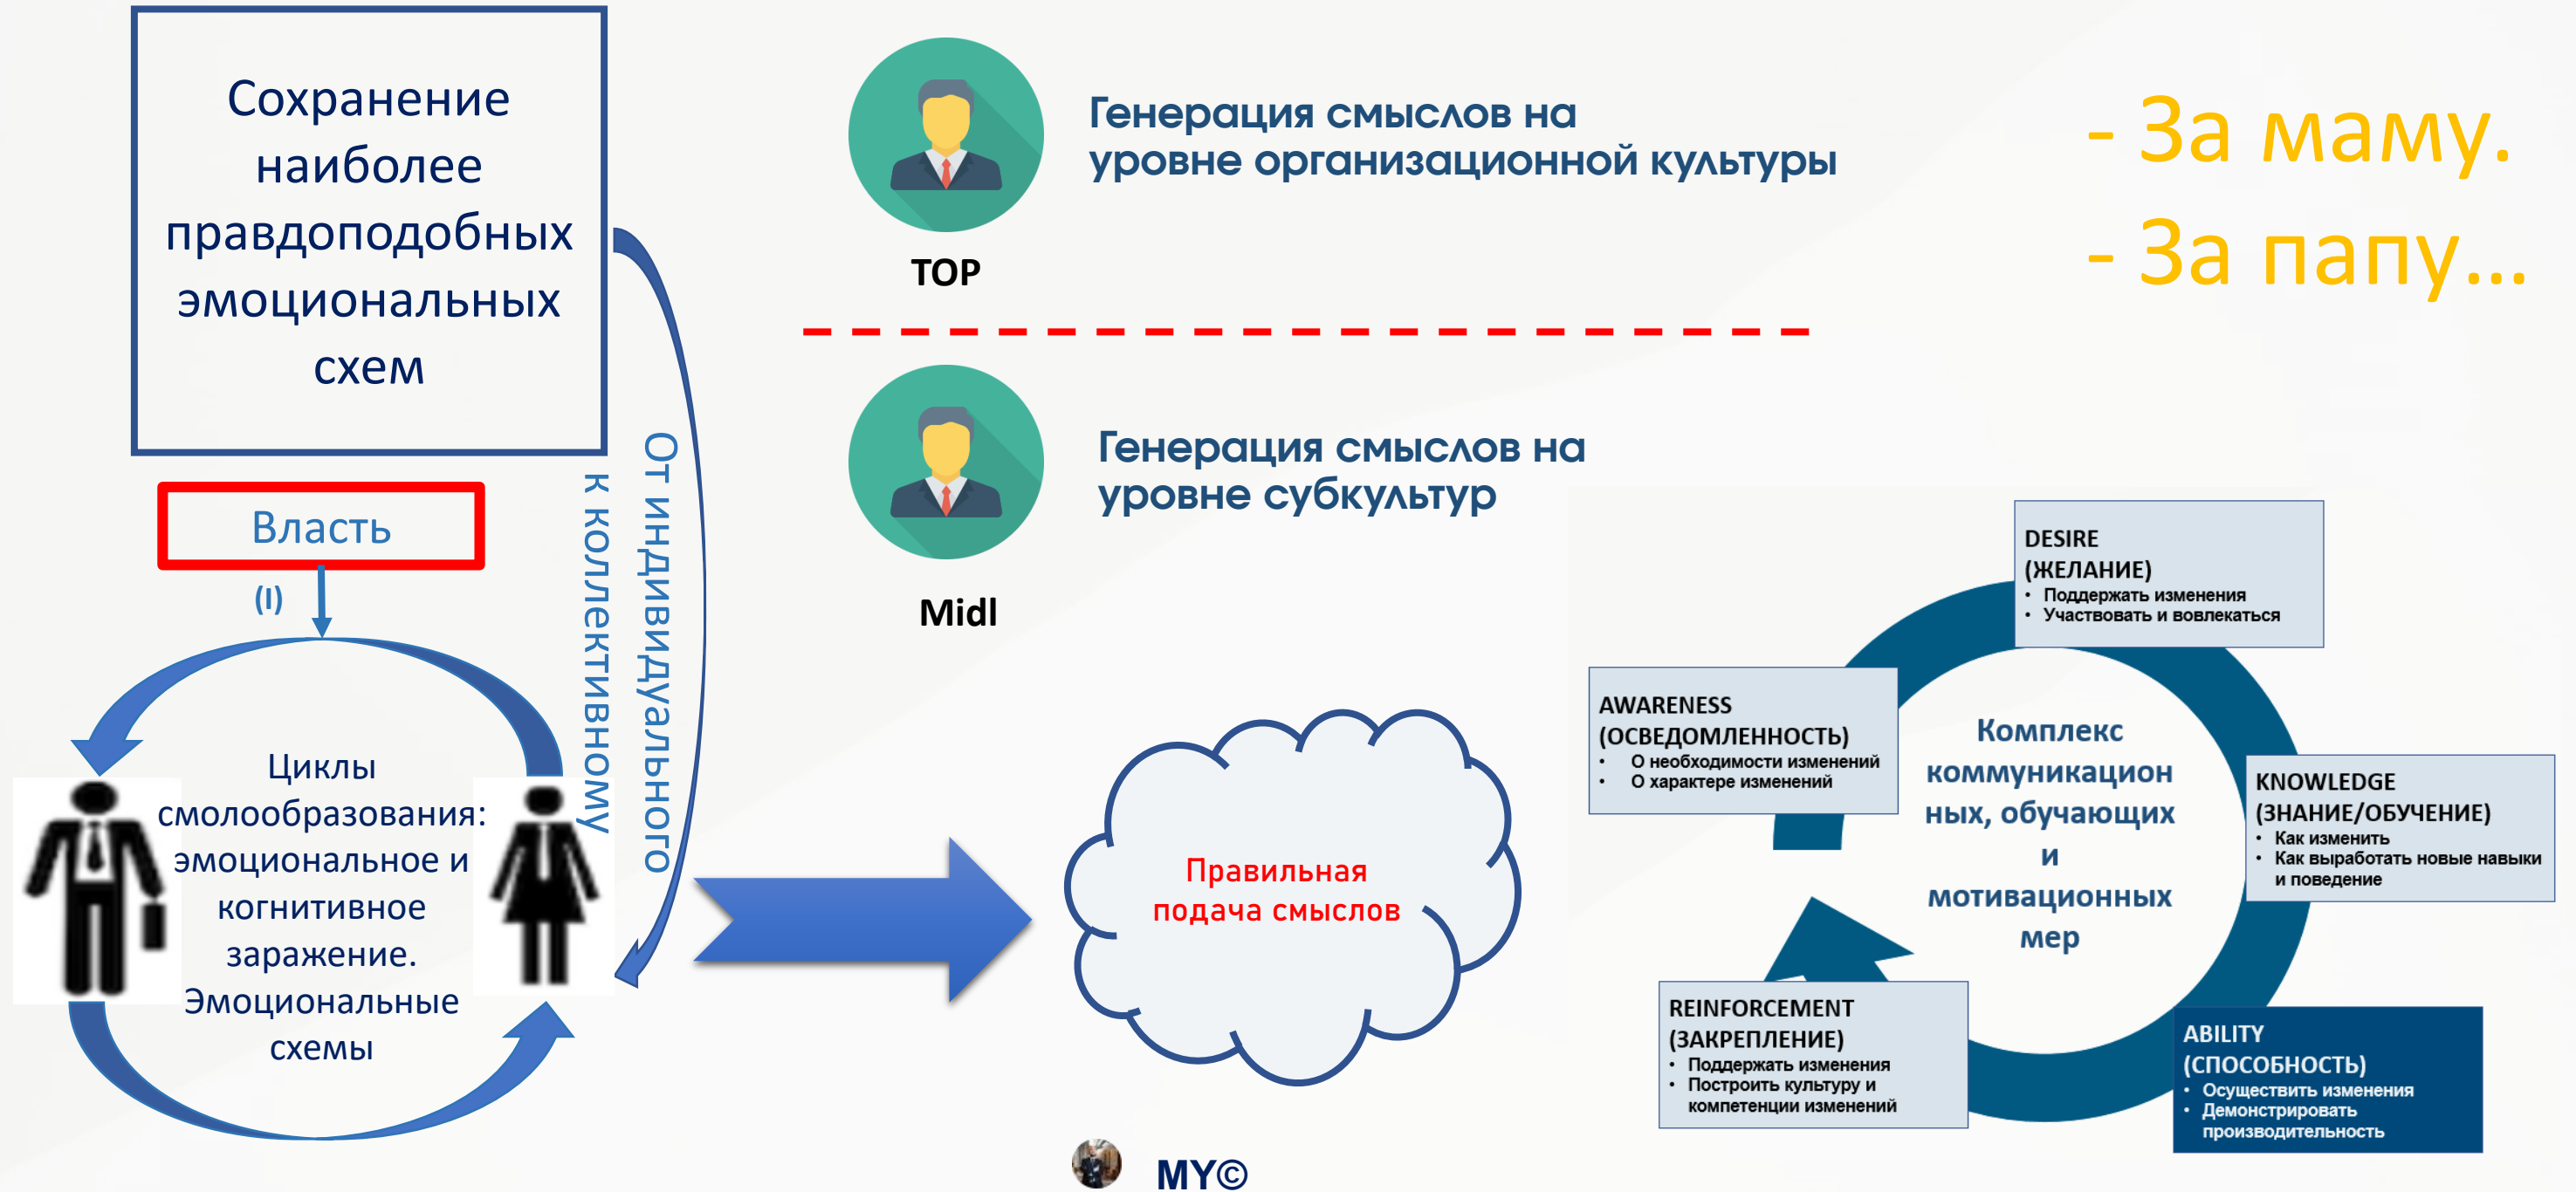 Сохранение
наиболее
правдоподобных
эмоциональных
схем
Власть
(I)
От индивидуального
к коллективному
Циклы
смолообразования:
эмоциональное и
когнитивное
заражение.
Эмоциональные
схемы
Генерация смыслов на
уровне организационной культуры
TOP
Генерация смыслов на
уровне субкультур
Midl
- За маму.
- За папу...
Правильная
подача смыслов
DESIRE
(ЖЕЛАНИЕ)
• Поддержать изменения
• Участвовать и вовлекаться
AWARENESS
(ОСВЕДОМЛЕННОСТЬ)
• О необходимости изменений
• О характере изменений
Комплекс
коммуникацион
ных, обучающих
и
мотивационных
мер
KNOWLEDGE
(ЗНАНИЕ/ОБУЧЕНИЕ)
• Как изменить
• Как выработать новые навыки
и поведение
REINFORCEMENT
(ЗАКРЕПЛЕНИЕ)
• Поддержать изменения
• Построить культуру и
компетенции изменений
ABILITY
(СПОСОБНОСТЬ)
• Осуществить изменения
• Демонстрировать
производительность
MY©